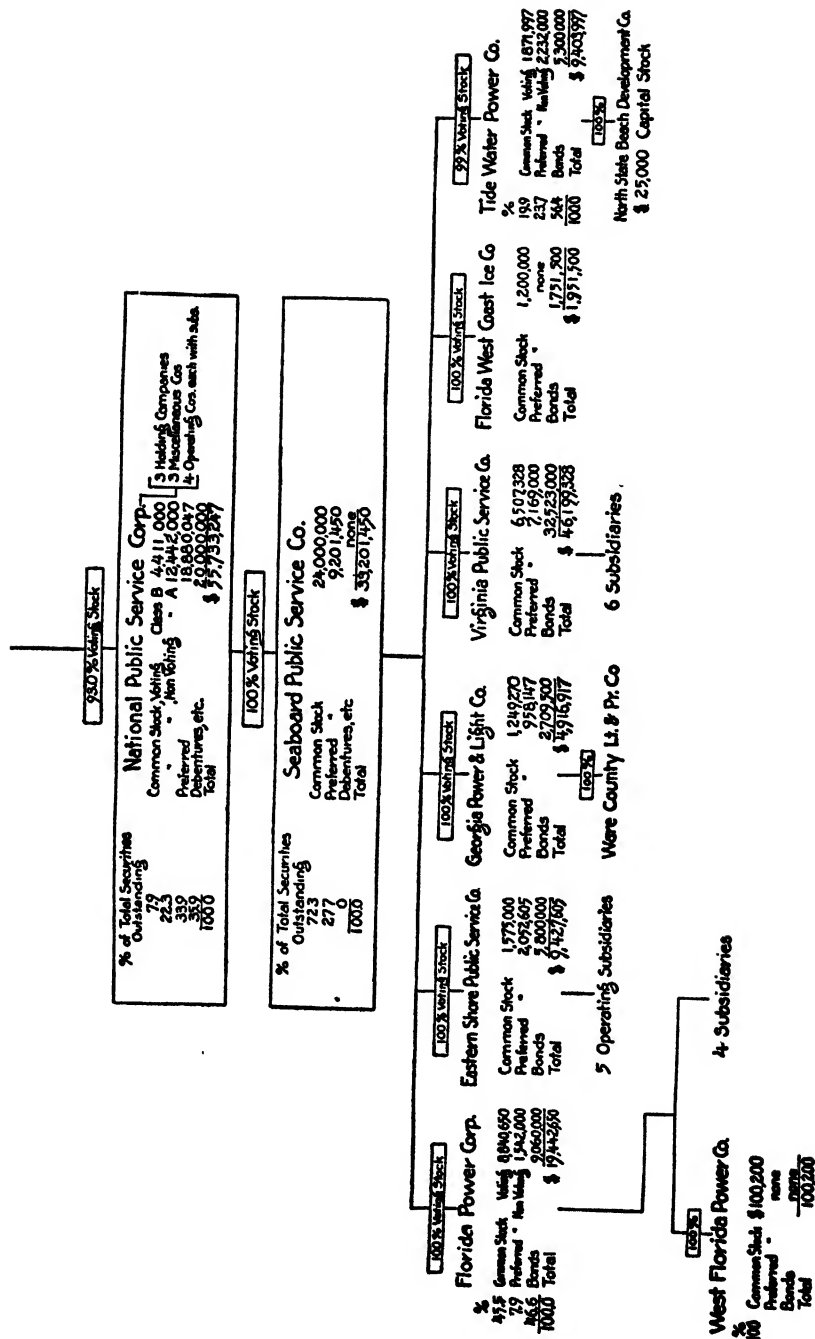 93.0% Voting Stock
National Public Service Corp.
% of Total Securities
Outstanding
7.9 Common Stock, Voting Class B 4,411,000
22.3 " " , Non Voting " A 12,442,000
33.9 Preferred 18,880,047
35.9 Debentures, etc. 20,000,000
100.0 Total $ 55,733,247
3 Holding Companies
3 Miscellaneous Cos
4 Operating Cos. each with subs.
100% Voting Stock
Seaboard Public Service Co.
% of Total Securities
Outstanding
72.3 Common Stock 24,000,000
27.7 Preferred " 9,201,450
0 Debentures, etc none
100.0 Total $ 33,201,450
100% Voting Stock
Florida Power Corp.
%
45.5 Common Stock Voting 8,840,650
7.9 Preferred " Non Voting 1,542,000
46.6 Bonds 9,060,000
100.0 Total $ 19,442,650
100%
West Florida Power Co.
%
100 Common Stock $100,200
Preferred " none
Bonds none
Total 100,200
4 Subsidiaries
100% Voting Stock
Eastern Shore Public Service Co
Common Stock 1,575,000
Preferred " 2,052,605
Bonds 5,800,000
Total $ 9,427,605
5 Operating Subsidiaries
100% Voting Stock
Georgia Power & Light Co.
Common Stock 1,249,270
Preferred " 958,147
Bonds 2,709,500
Total $ 4,916,917
100%
Ware County Lt. & Pr. Co
100% Voting Stock
Virginia Public Service Co.
Common Stock 6,507,328
Preferred " 7,169,000
Bonds 32,523,000
Total $ 46,199,328
6 Subsidiaries
100% Voting Stock
Florida West Coast Ice Co
Common Stock 1,200,000
Preferred " none
Bonds 1,751,500
Total $ 1,951,500
99% Voting Stock
Tide Water Power Co.
%
19.9 Common Stock Voting 1,871,997
23.7 Preferred " Non Voting 2,232,000
56.4 Bonds 5,300,000
100.0 Total $ 9,403,997
100%
North State Beach Development Co.
$ 25,000 Capital Stock